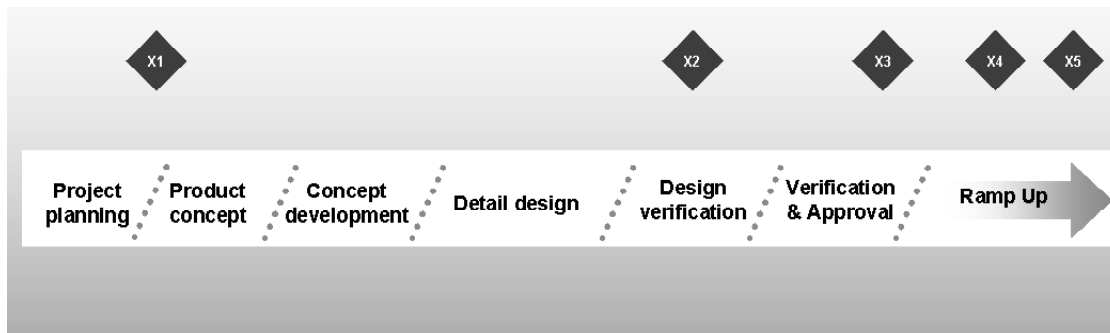 X1
X2
X3
X4
X5
Project
planning
Product
concept
Concept
development
Detail design
Design
verification
Verification
& Approval
Ramp Up